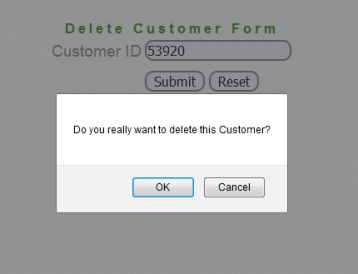 Delete Customer Form
Customer ID 53920
Submit Reset
Do you really want to delete this Customer?
OK Cancel